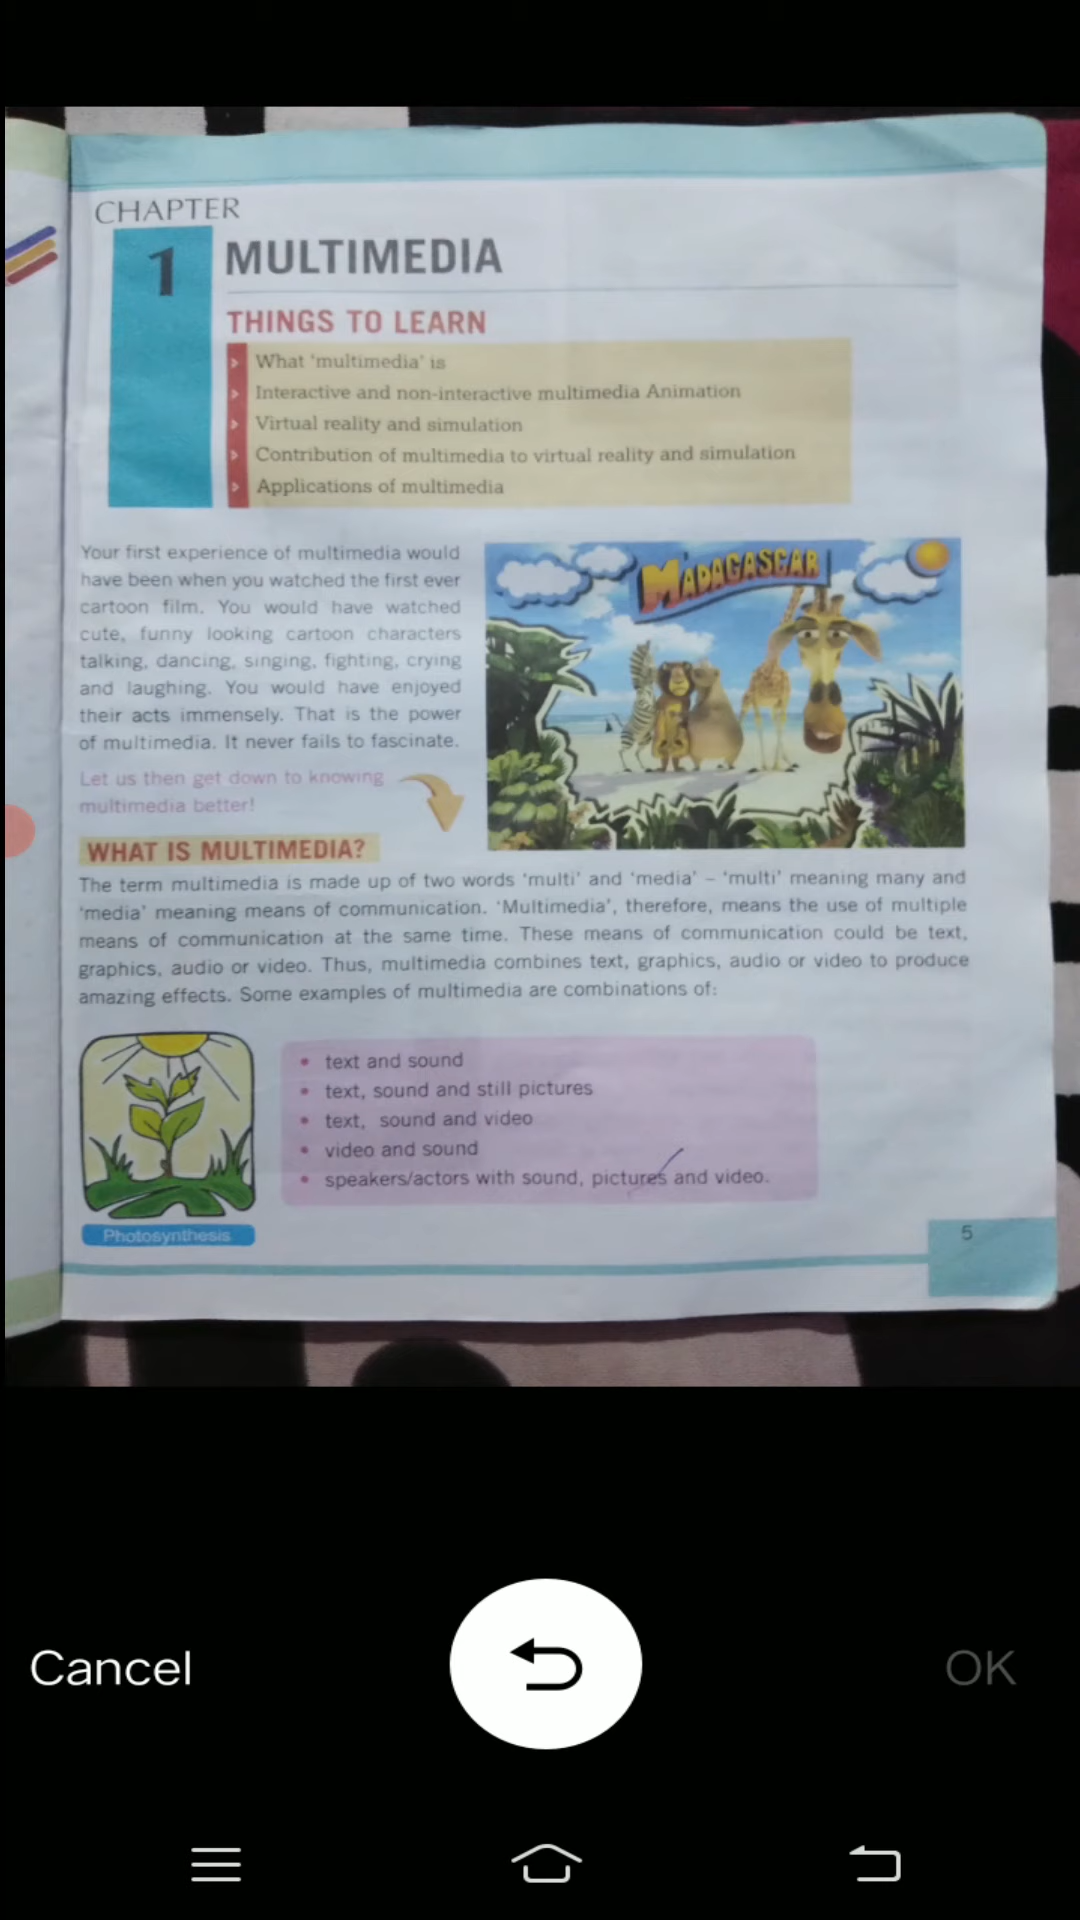 CHAPTER
1
MULTIMEDIA
THINGS TO LEARN
What ‘multimedia’ is
Interactive and non-interactive multimedia Animation
Virtual reality and simulation
Contribution of multimedia to virtual reality and simulation
Applications of multimedia
Your first experience of multimedia would
have been when you watched the first ever
cartoon film. You would have watched
cute, funny looking cartoon characters
talking, dancing, singing, fighting, crying
and laughing. You would have enjoyed
their acts immensely. That is the power
of multimedia. It never fails to fascinate.
Let us then get down to knowing
multimedia better!
MADAGASCAR
WHAT IS MULTIMEDIA?
The term multimedia is made up of two words ‘multi’ and ‘media’ – ‘multi’ meaning many and
‘media’ meaning means of communication. ‘Multimedia’, therefore, means the use of multiple
means of communication at the same time. These means of communication could be text,
graphics, audio or video. Thus, multimedia combines text, graphics, audio or video to produce
amazing effects. Some examples of multimedia are combinations of:
• text and sound
• text, sound and still pictures
• text, sound and video
• video and sound
• speakers/actors with sound, pictures and video.
Photosynthesis
5
Cancel
OK